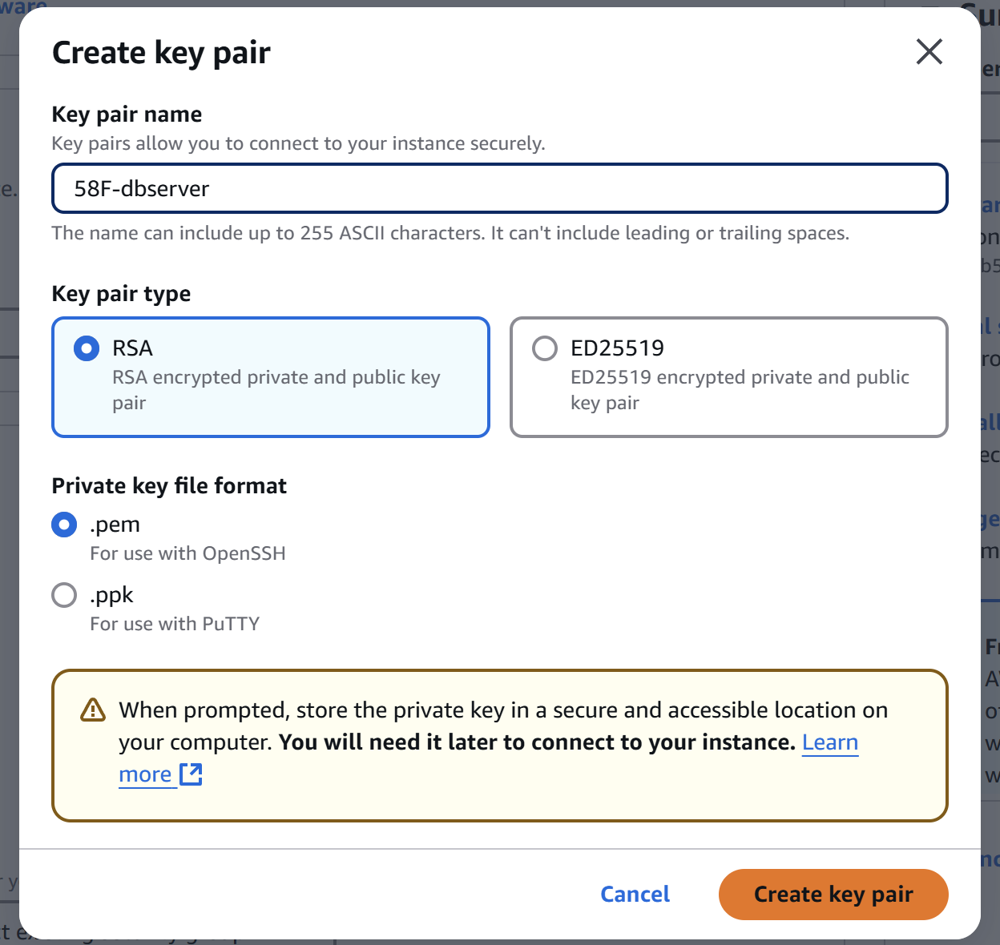 Create key pair
Key pair name
Key pairs allow you to connect to your instance securely.
58F-dbserver
The name can include up to 255 ASCII characters. It can't include leading or trailing spaces.
Key pair type
RSA
RSA encrypted private and public key
pair
ED25519
ED25519 encrypted private and public
key pair
Private key file format
.pem
For use with OpenSSH
.ppk
For use with PuTTY
When prompted, store the private key in a secure and accessible location on
your computer. You will need it later to connect to your instance. Learn
more
Cancel
Create key pair